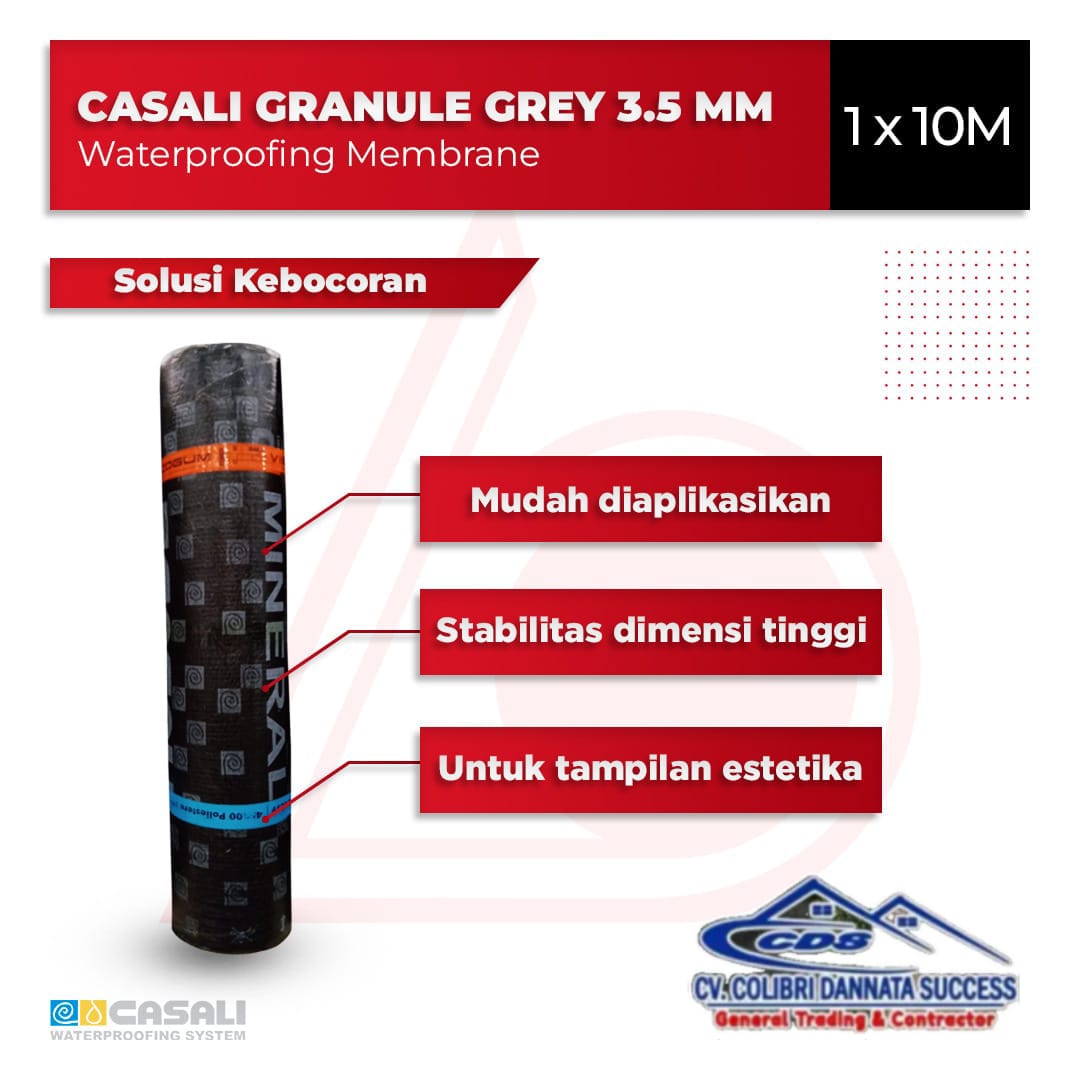 CASALI GRANULE GREY 3.5 MM
Waterproofing Membrane
1 x 10M
Solusi Kebocoran
MINERAL
Mudah diaplikasikan
Stabilitas dimensi tinggi
Untuk tampilan estetika
Poliestere
CDS
CV. COLIBRI DANNATA SUCCESS
General Trading & Contractor
CASALI
WATERPROOFING SYSTEM